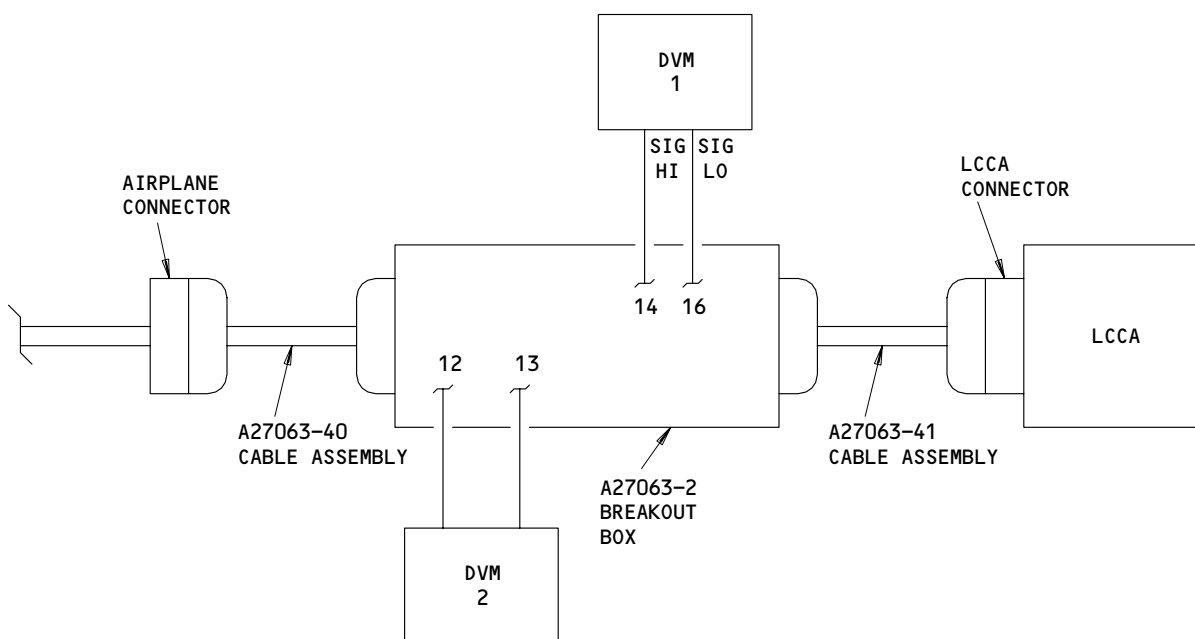 DVM
1
SIG SIG
HI LO
AIRPLANE
CONNECTOR
LCCA
CONNECTOR
14 16
LCCA
12 13
A27063-40
CABLE ASSEMBLY
A27063-41
CABLE ASSEMBLY
A27063-2
BREAKOUT
BOX
DVM
2